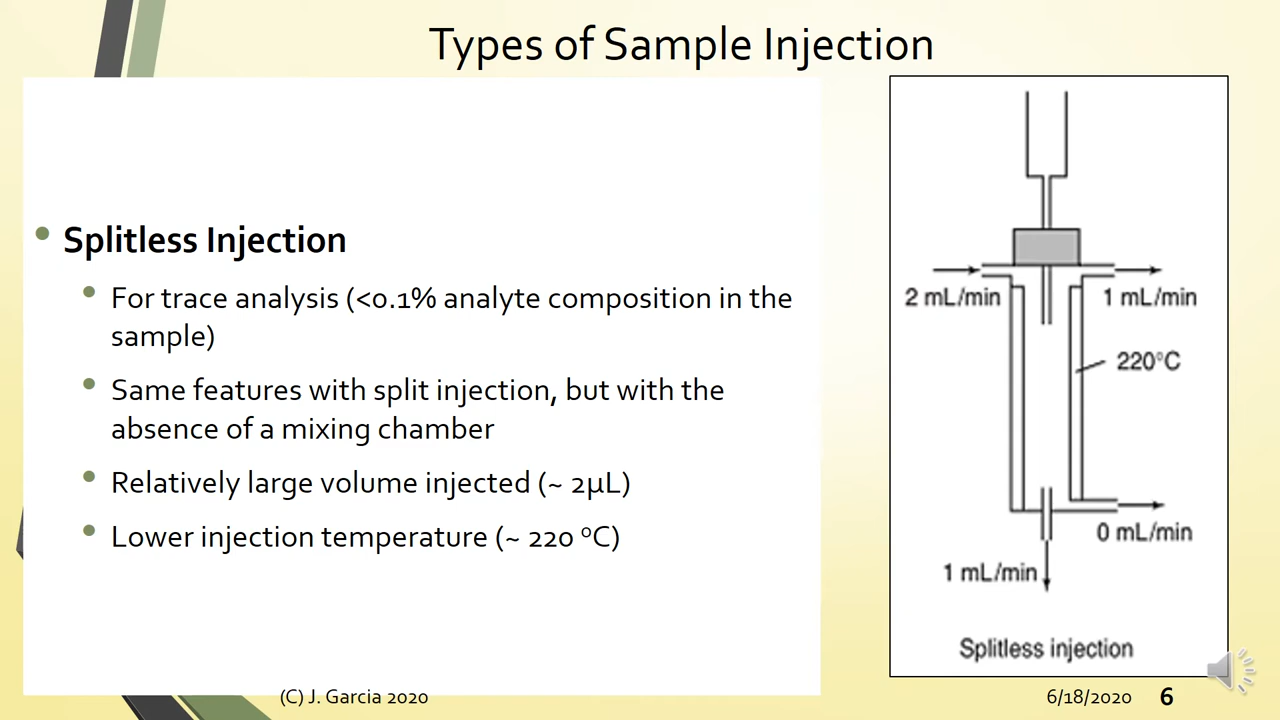 Types of Sample Injection
Splitless Injection
For trace analysis (<0.1% analyte composition in the
sample)
Same features with split injection, but with the
absence of a mixing chamber
Relatively large volume injected (~ 2µL)
Lower injection temperature (~ 220 ºC)
2 mL/min
1 mL/min
220°C
0 mL/min
1 mL/min
Splitless injection
(C) J. Garcia 2020
6/18/2020
6